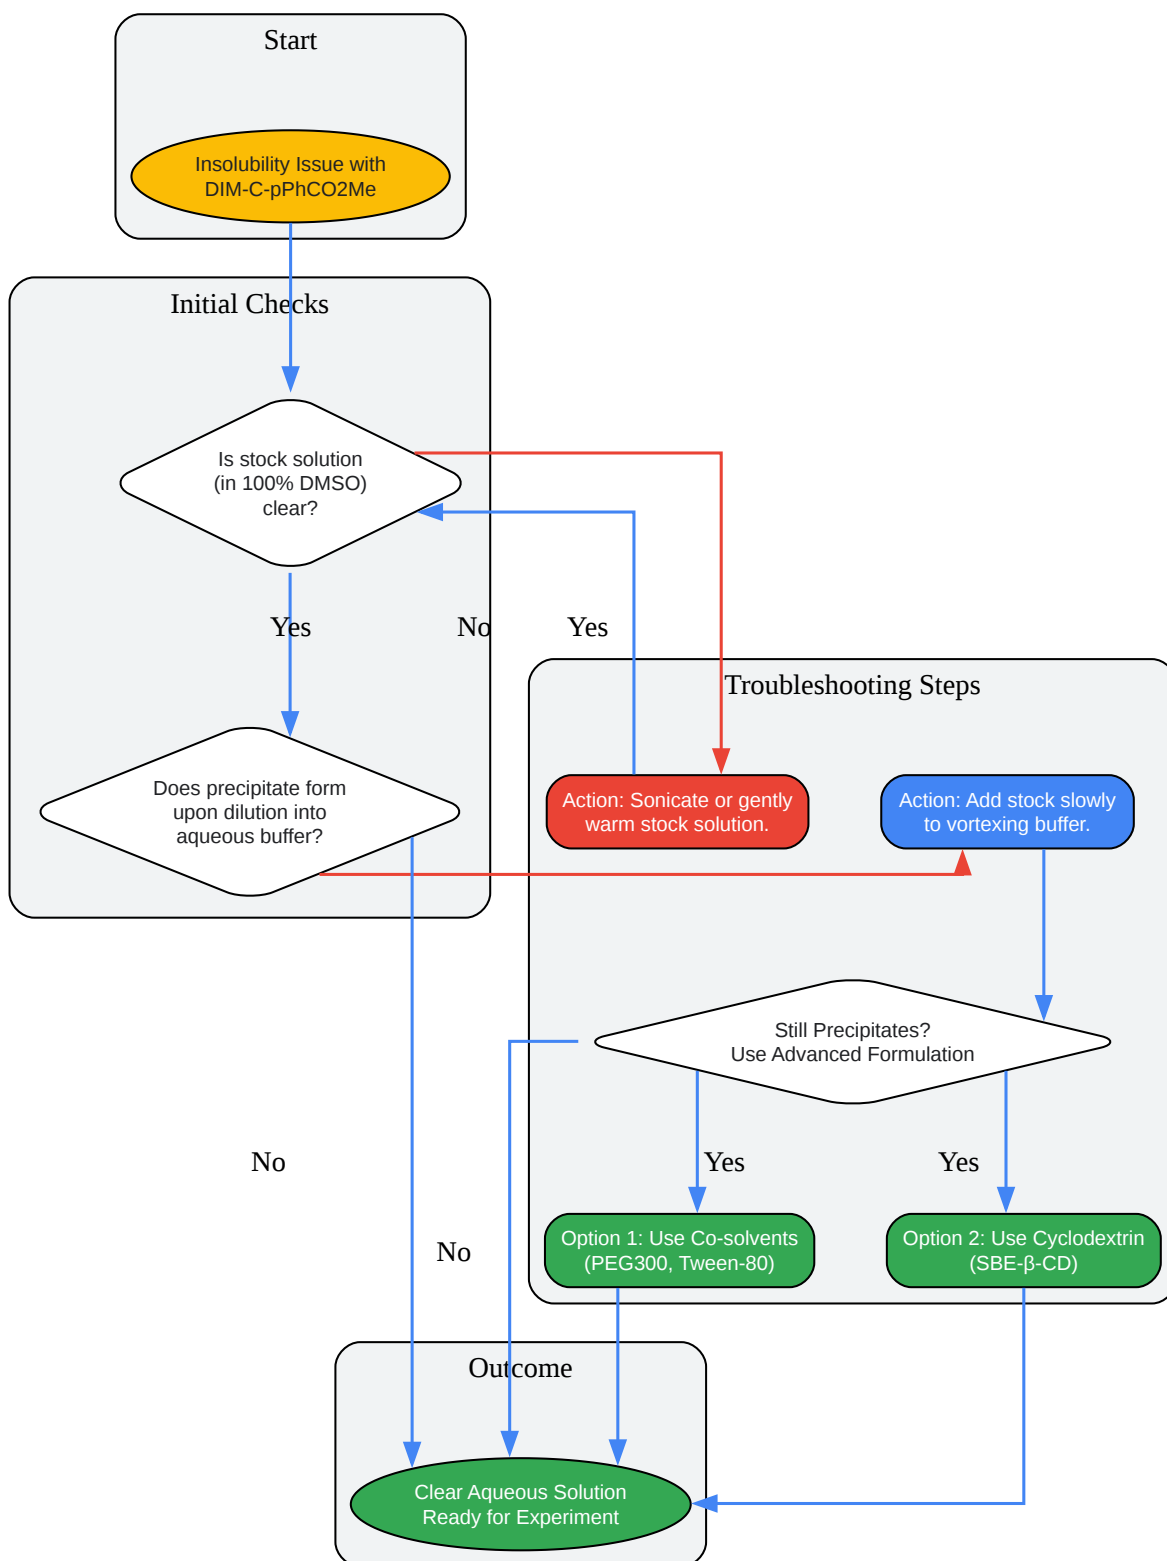 Start
Insolubility Issue with
DIM-C-pPhCO2Me
Initial Checks
Is stock solution
(in 100% DMSO)
clear?
Yes
No
Yes
Troubleshooting Steps
Does precipitate form
upon dilution into
aqueous buffer?
Action: Sonicate or gently
warm stock solution.
Action: Add stock slowly
to vortexing buffer.
Still Precipitates?
Use Advanced Formulation
No
Yes
Yes
No
Option 1: Use Co-solvents
(PEG300, Tween-80)
Option 2: Use Cyclodextrin
(SBE-β-CD)
Outcome
Clear Aqueous Solution
Ready for Experiment